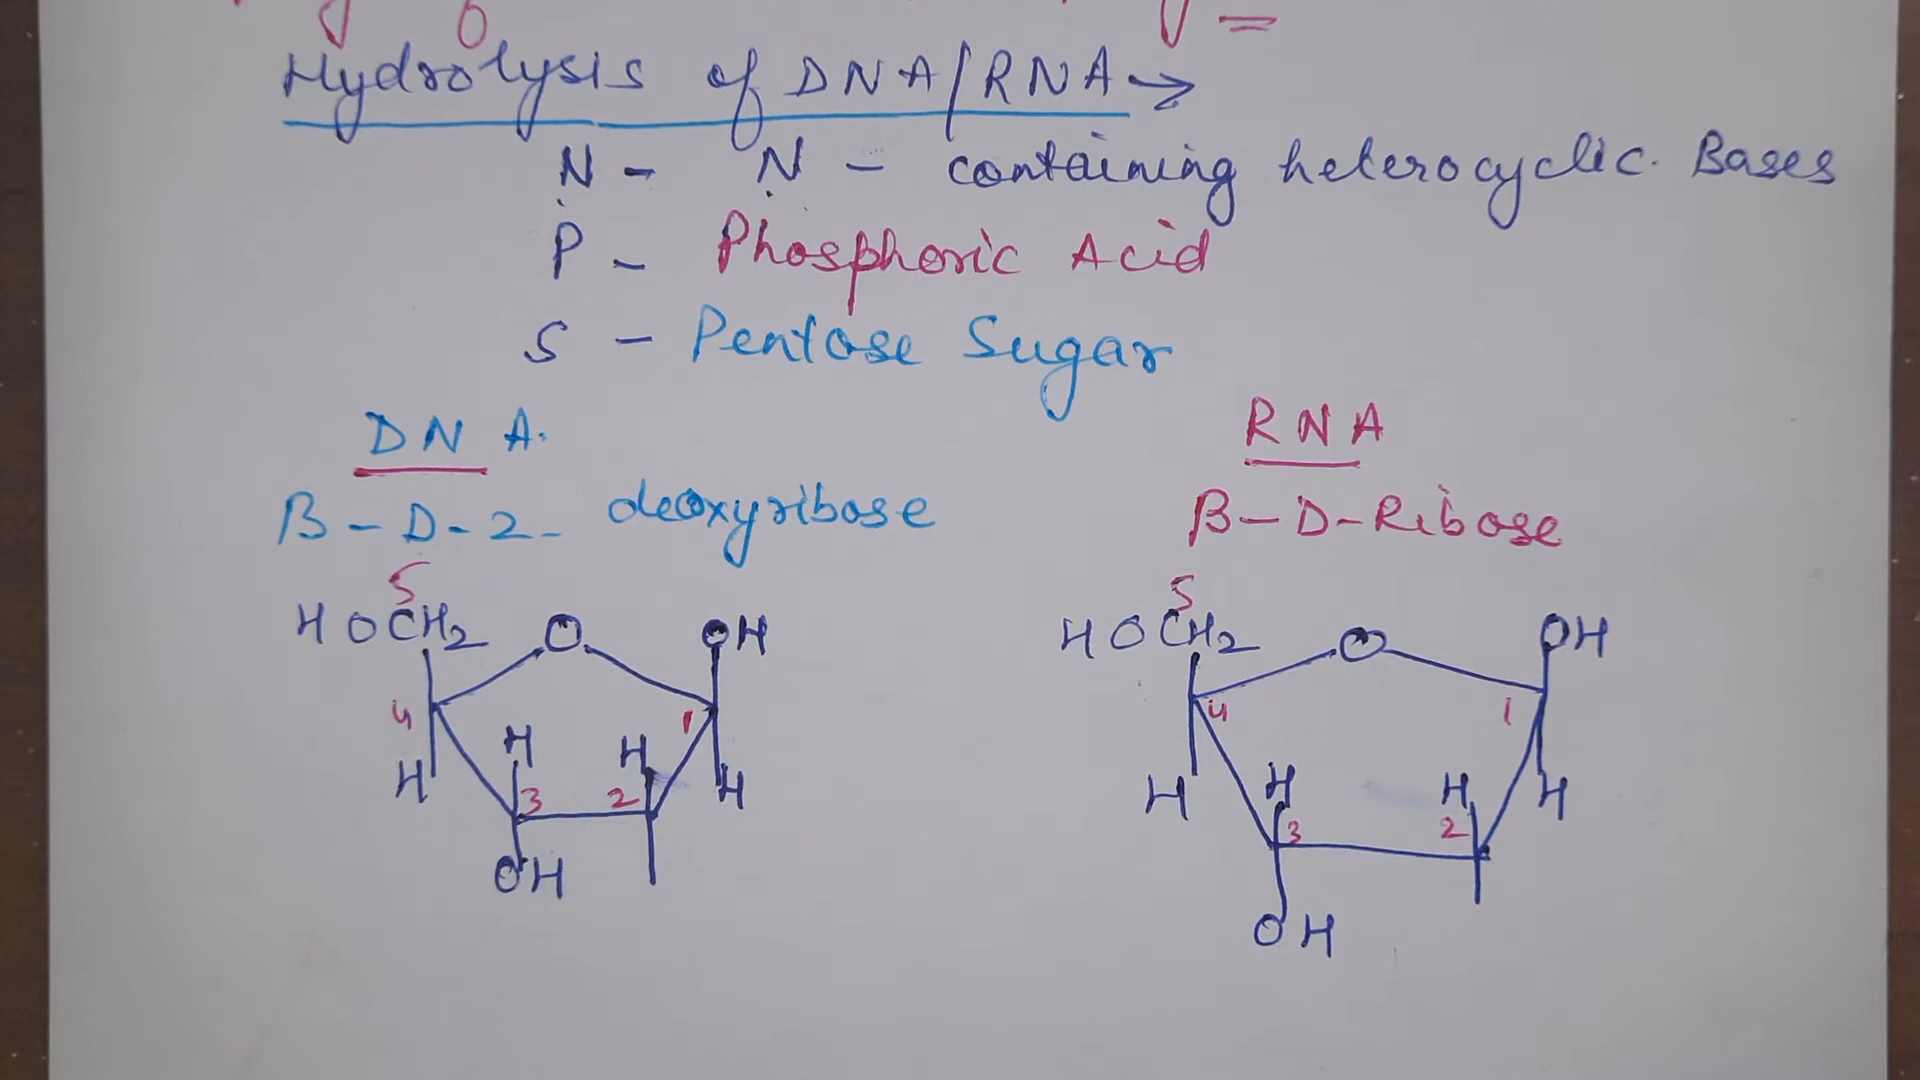 Hydrolysis of DNA/RNA →
N - N - containing heterocyclic. Bases
P - Phosphoric Acid
S - Pentose Sugar
DNA.
RNA
β-D-2- deoxyribose
β-D-Ribose
5
5
HOCH2 O OH
HOCH2 O OH
4 1
4 1
H H H H
H H H H
3 2
3 2
OH
OH